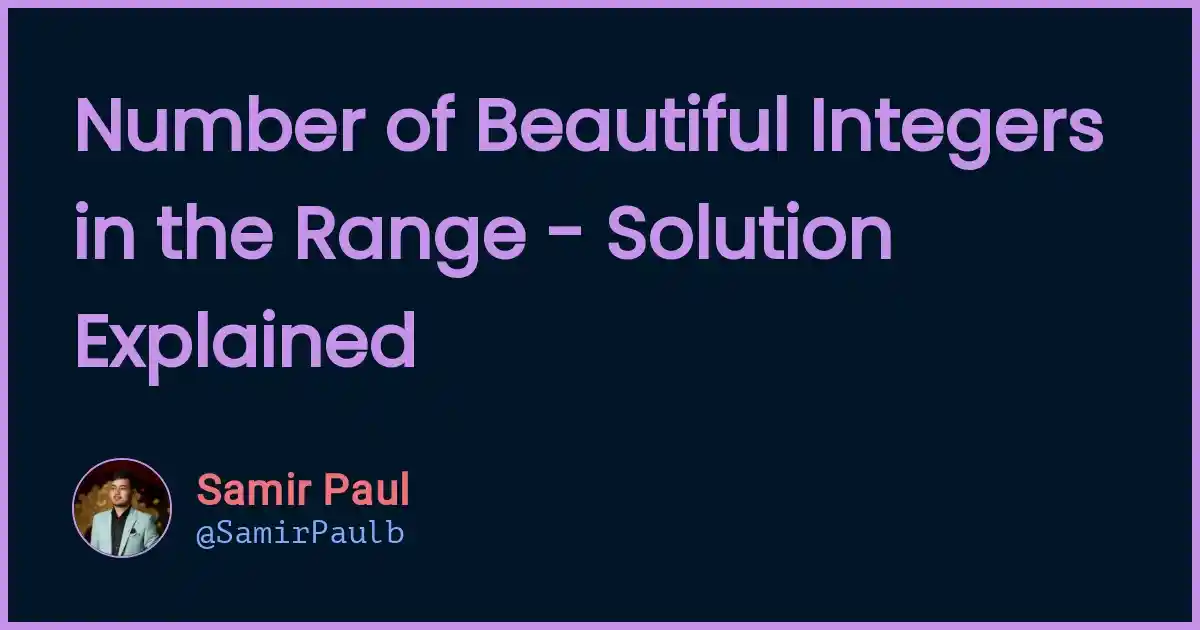 Number of Beautiful Integers
in the Range - Solution
Explained
Samir Paul
@SamirPaulb